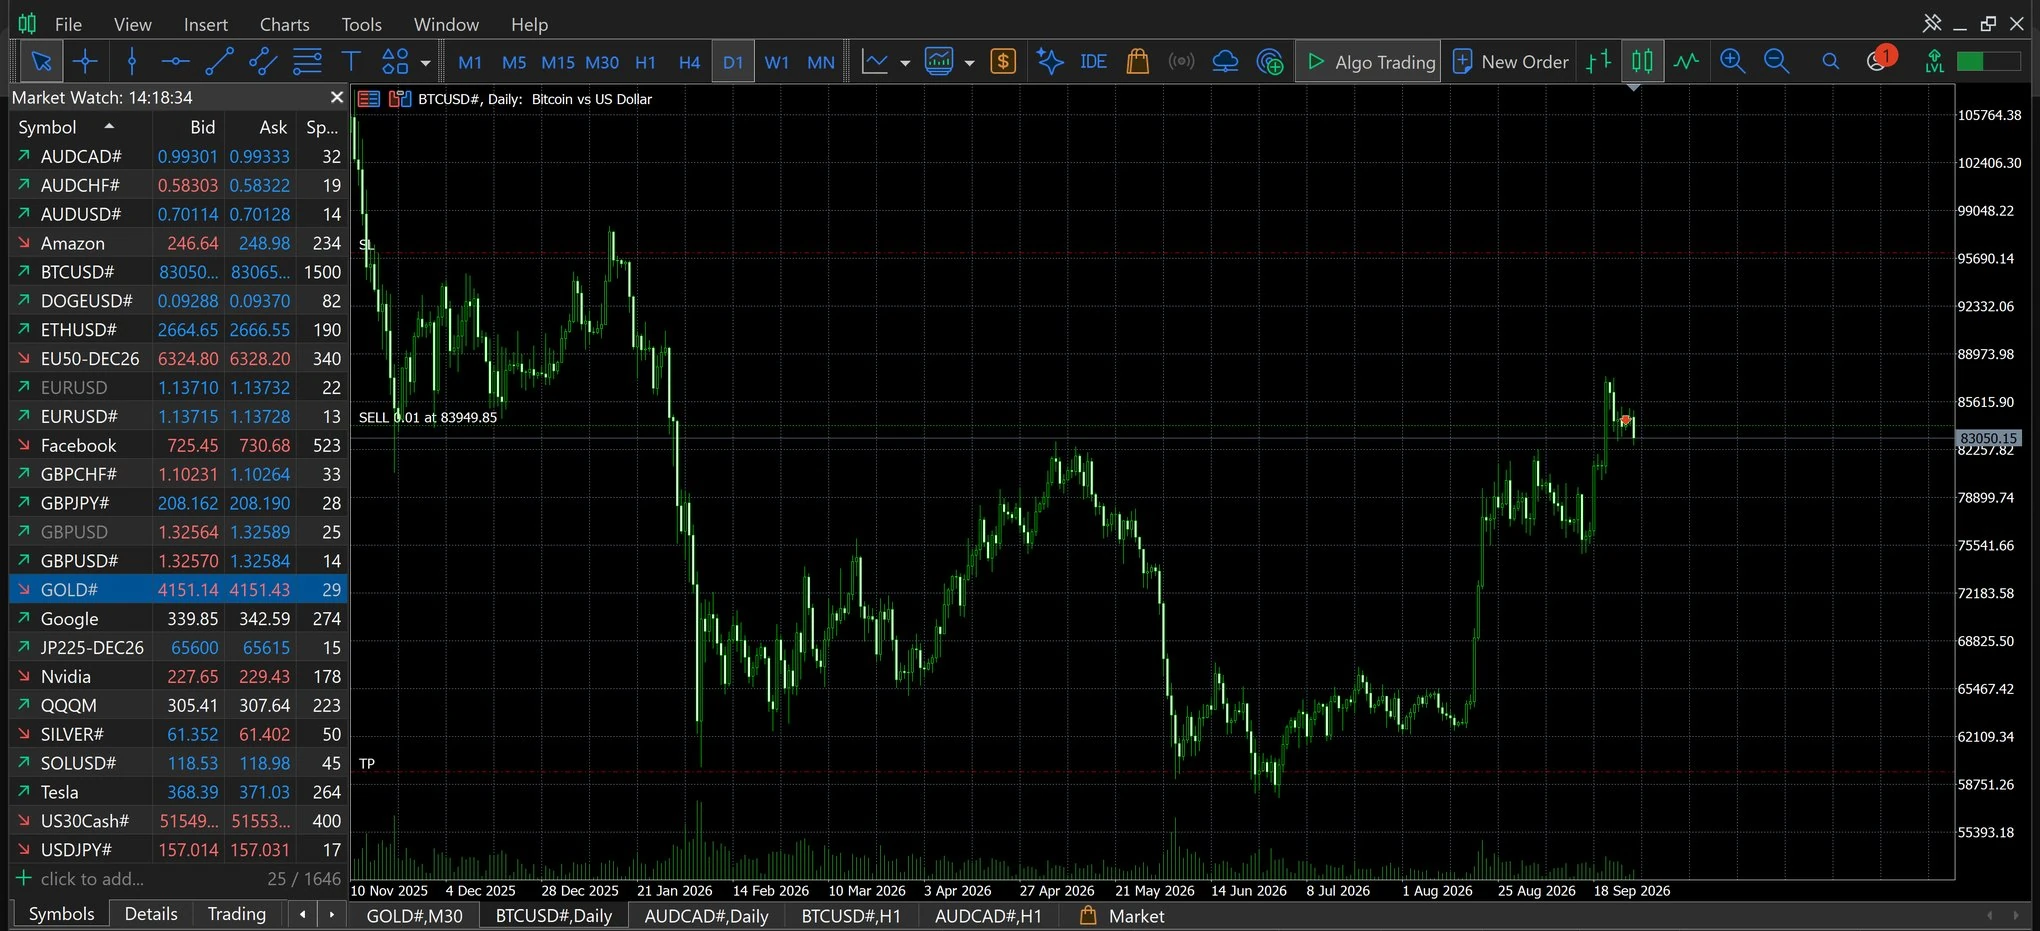 File View Insert Charts Tools Window Help
M1 M5 M15 M30 H1 H4 D1 W1 MN IDE Algo Trading New Order 1 LVL
Market Watch: 14:18:34
Symbol Bid Ask Sp...
AUDCAD# 0.99301 0.99333 32
AUDCHF# 0.58303 0.58322 19
AUDUSD# 0.70114 0.70128 14
Amazon 246.64 248.98 234
BTCUSD# 83050... 83065... 1500
DOGEUSD# 0.09288 0.09370 82
ETHUSD# 2664.65 2666.55 190
EU50-DEC26 6324.80 6328.20 340
EURUSD 1.13710 1.13732 22
EURUSD# 1.13715 1.13728 13
Facebook 725.45 730.68 523
GBPCHF# 1.10231 1.10264 33
GBPJPY# 208.162 208.190 28
GBPUSD 1.32564 1.32589 25
GBPUSD# 1.32570 1.32584 14
GOLD# 4151.14 4151.43 29
Google 339.85 342.59 274
JP225-DEC26 65600 65615 15
Nvidia 227.65 229.43 178
QQQM 305.41 307.64 223
SILVER# 61.352 61.402 50
SOLUSD# 118.53 118.98 45
Tesla 368.39 371.03 264
US30Cash# 51549... 51553... 400
USDJPY# 157.014 157.031 17
click to add... 25 / 1646
Symbols Details Trading
BTCUSD#, Daily: Bitcoin vs US Dollar
SL
SELL 0.01 at 83949.85
TP
105764.38
102406.30
99048.22
95690.14
92332.06
88973.98
85615.90
83050.15
82257.82
78899.74
75541.66
72183.58
68825.50
65467.42
62109.34
58751.26
55393.18
10 Nov 2025 4 Dec 2025 28 Dec 2025 21 Jan 2026 14 Feb 2026 10 Mar 2026 3 Apr 2026 27 Apr 2026 21 May 2026 14 Jun 2026 8 Jul 2026 1 Aug 2026 25 Aug 2026 18 Sep 2026
GOLD#,M30 BTCUSD#,Daily AUDCAD#,Daily BTCUSD#,H1 AUDCAD#,H1 Market